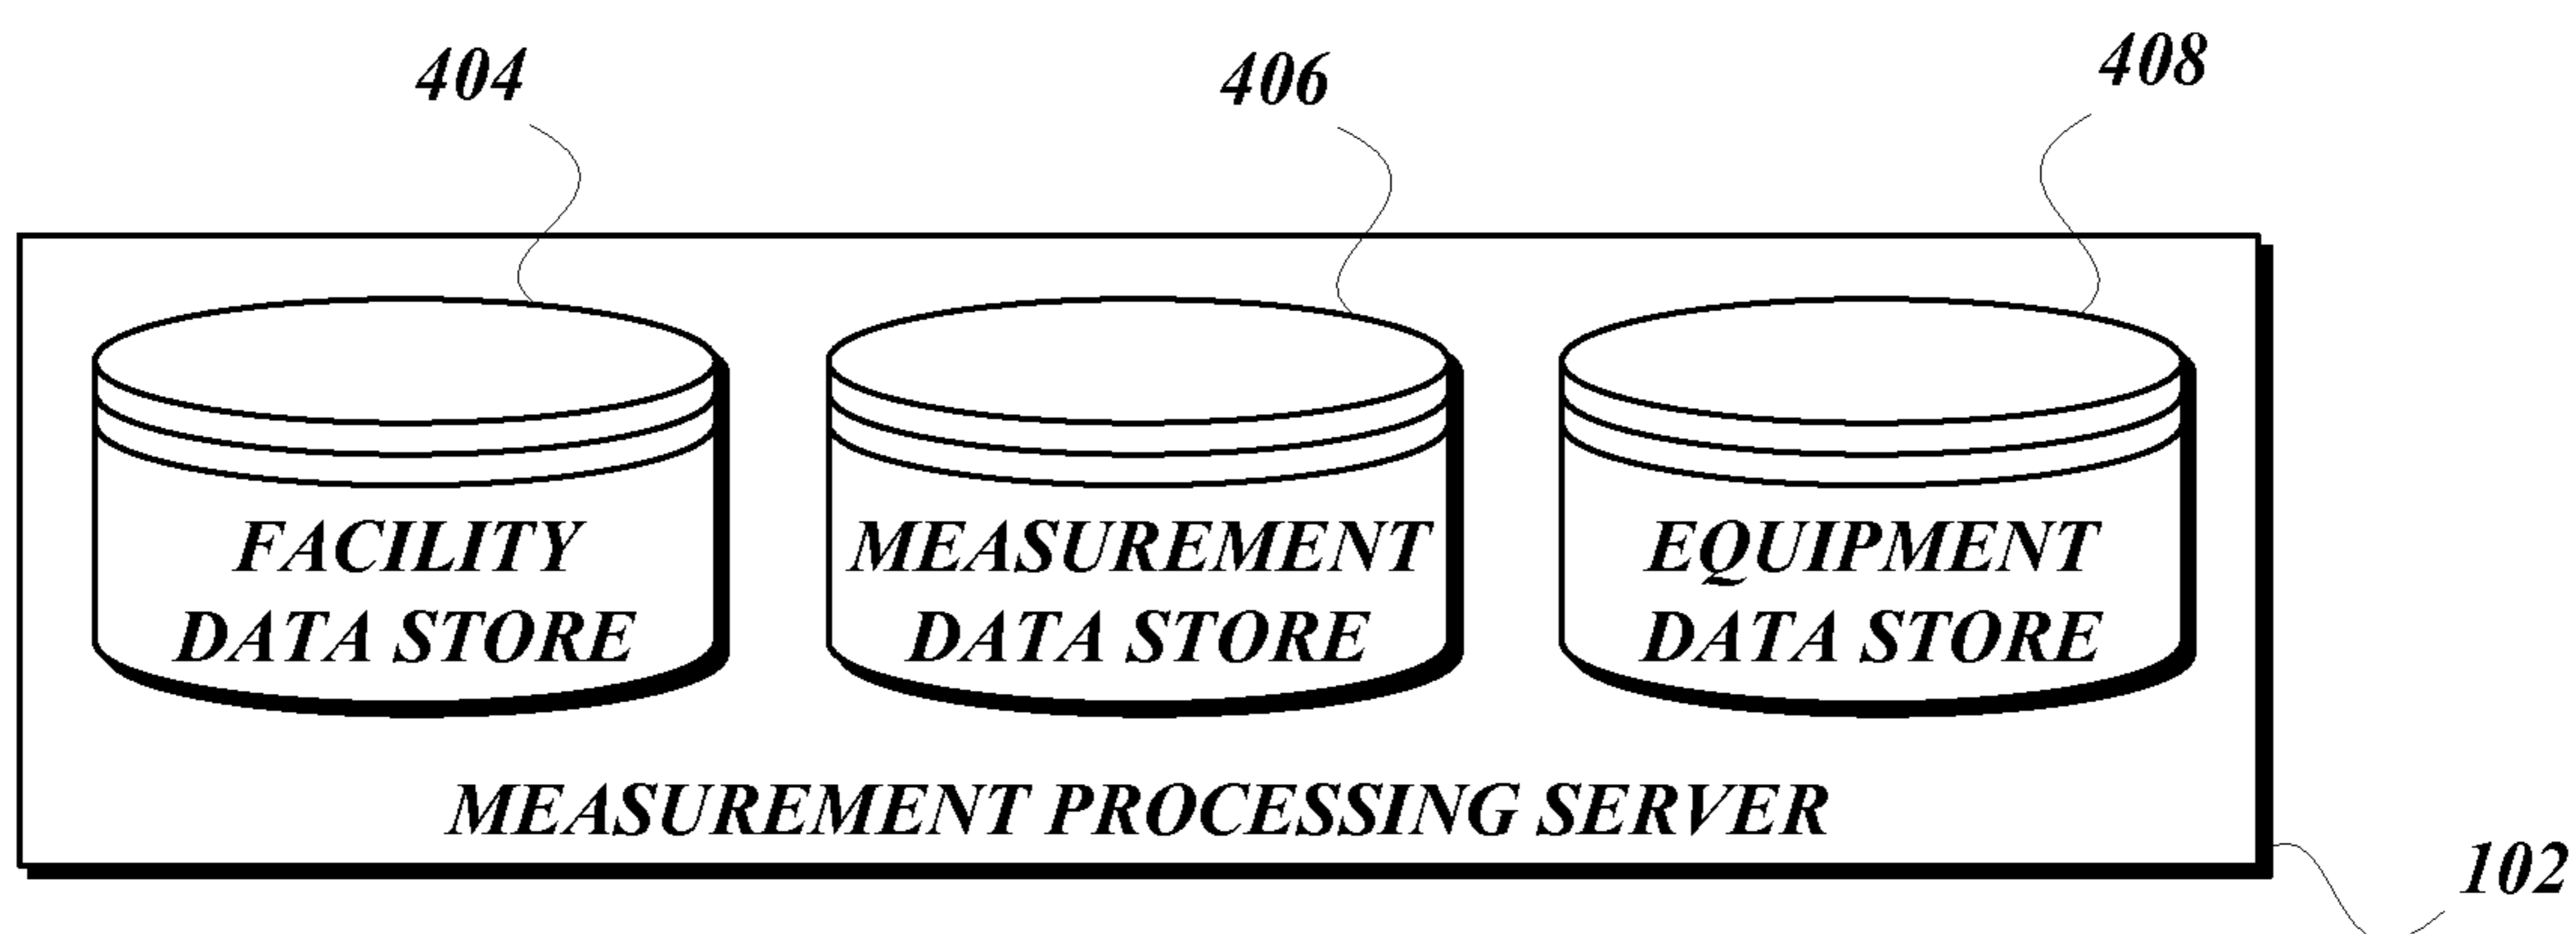 404
406
408
FACILITY
DATA STORE
MEASUREMENT
DATA STORE
EQUIPMENT
DATA STORE
MEASUREMENT PROCESSING SERVER
102